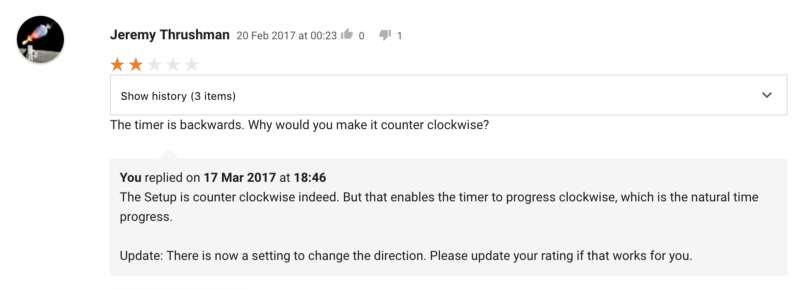 Jeremy Thrushman 20 Feb 2017 at 00:23 0 1
Show history (3 items)
The timer is backwards. Why would you make it counter clockwise?
You replied on 17 Mar 2017 at 18:46
The Setup is counter clockwise indeed. But that enables the timer to progress clockwise, which is the natural time
progress.
Update: There is now a setting to change the direction. Please update your rating if that works for you.